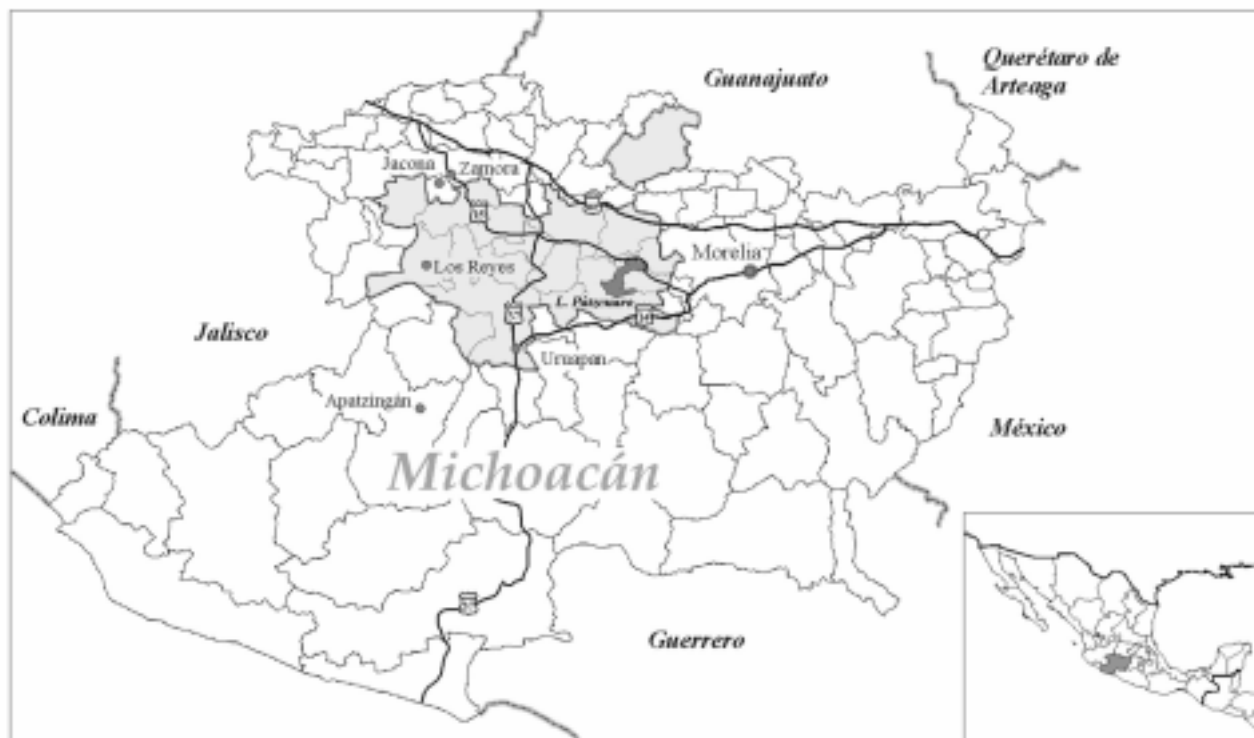 Querétaro de
Arteaga
Guanajuato
Jacona
Zamora
Morelia
Los Reyes
L. Pátzcuaro
Jalisco
Uruapan
Apatzingán
Colima
México
Michoacán
Guerrero